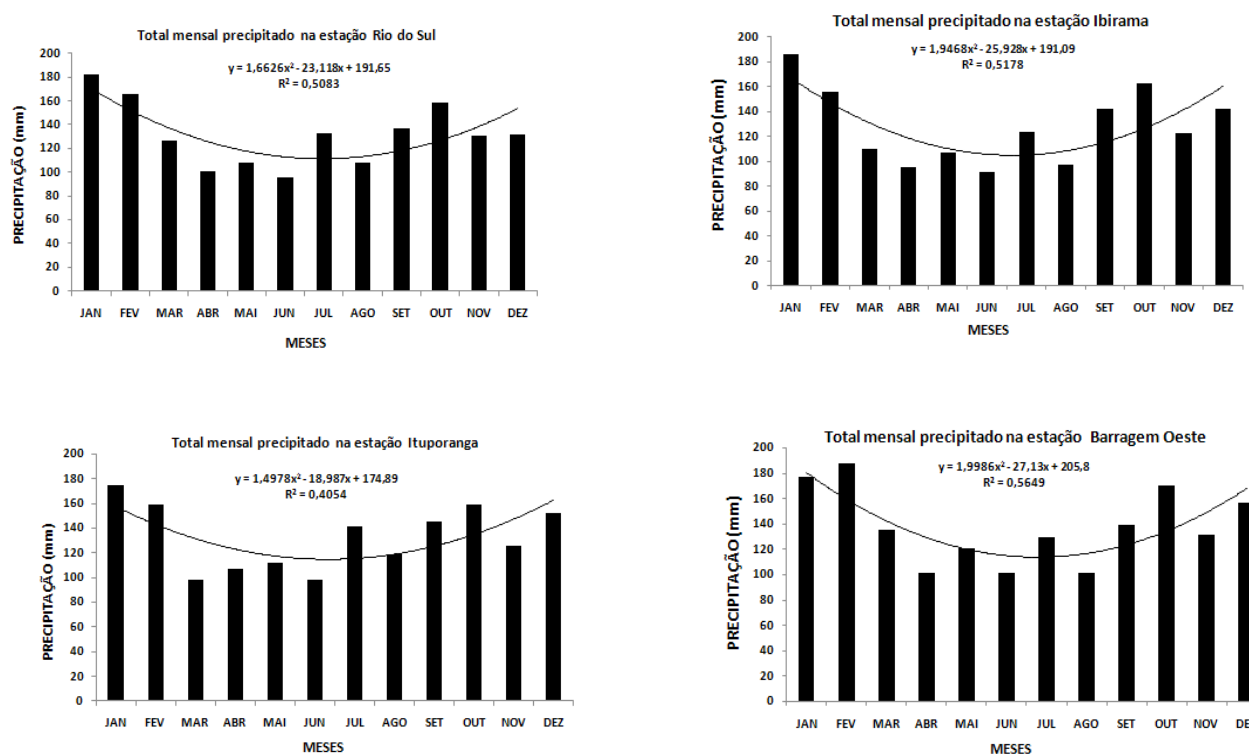 Total mensal precipitado na estação Rio do Sul
y = 1,6626x² - 23,118x + 191,65
R² = 0,5083
PRECIPITAÇÃO (mm)
200
180
160
140
120
100
80
60
40
20
0
JAN FEV MAR ABR MAI JUN JUL AGO SET OUT NOV DEZ
MESES
Total mensal precipitado na estação Ibirama
y = 1,9468x² - 25,928x + 191,09
R² = 0,5178
PRECIPITAÇÃO (mm)
200
180
160
140
120
100
80
60
40
20
0
JAN FEV MAR ABR MAI JUN JUL AGO SET OUT NOV DEZ
MESES
Total mensal precipitado na estação Ituporanga
y = 1,4978x² - 18,987x + 174,89
R² = 0,4054
PRECIPITAÇÃO (mm)
200
180
160
140
120
100
80
60
40
20
0
JAN FEV MAR ABR MAI JUN JUL AGO SET OUT NOV DEZ
MESES
Total mensal precipitado na estação Barragem Oeste
y = 1,9986x² - 27,13x + 205,8
R² = 0,5649
PRECIPITAÇÃO (mm)
200
180
160
140
120
100
80
60
40
20
0
JAN FEV MAR ABR MAI JUN JUL AGO SET OUT NOV DE
MESES